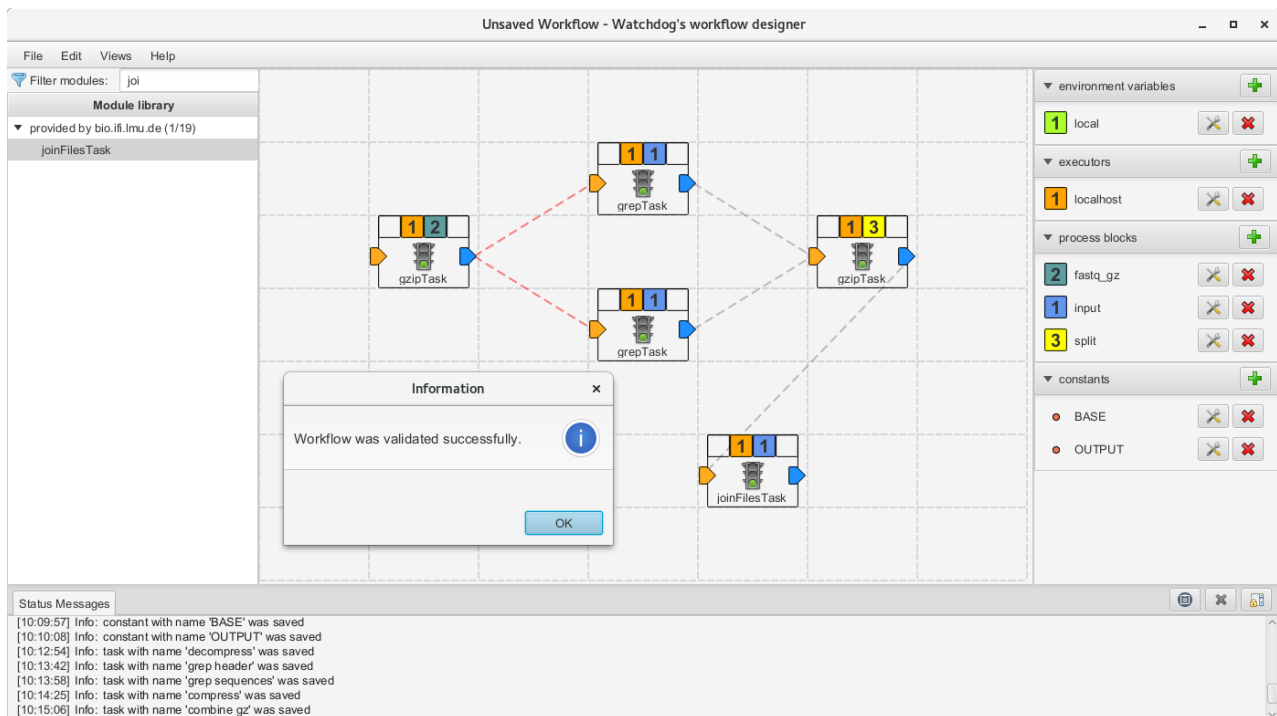 Unsaved Workflow - Watchdog's workflow designer
File Edit Views Help
Filter modules: joi
Module library
provided by bio.ifi.lmu.de (1/19)
joinFilesTask
1 2
gzipTask
1 1
grepTask
1 1
grepTask
1 3
gzipTask
1 1
joinFilesTask
Information
Workflow was validated successfully.
OK
environment variables
1 local
executors
1 localhost
process blocks
2 fastq_gz
1 input
3 split
constants
BASE
OUTPUT
Status Messages
[10:09:57] Info: constant with name 'BASE' was saved
[10:10:08] Info: constant with name 'OUTPUT' was saved
[10:12:54] Info: task with name 'decompress' was saved
[10:13:42] Info: task with name 'grep header' was saved
[10:13:58] Info: task with name 'grep sequences' was saved
[10:14:25] Info: task with name 'compress' was saved
[10:15:06] Info: task with name 'combine gz' was saved